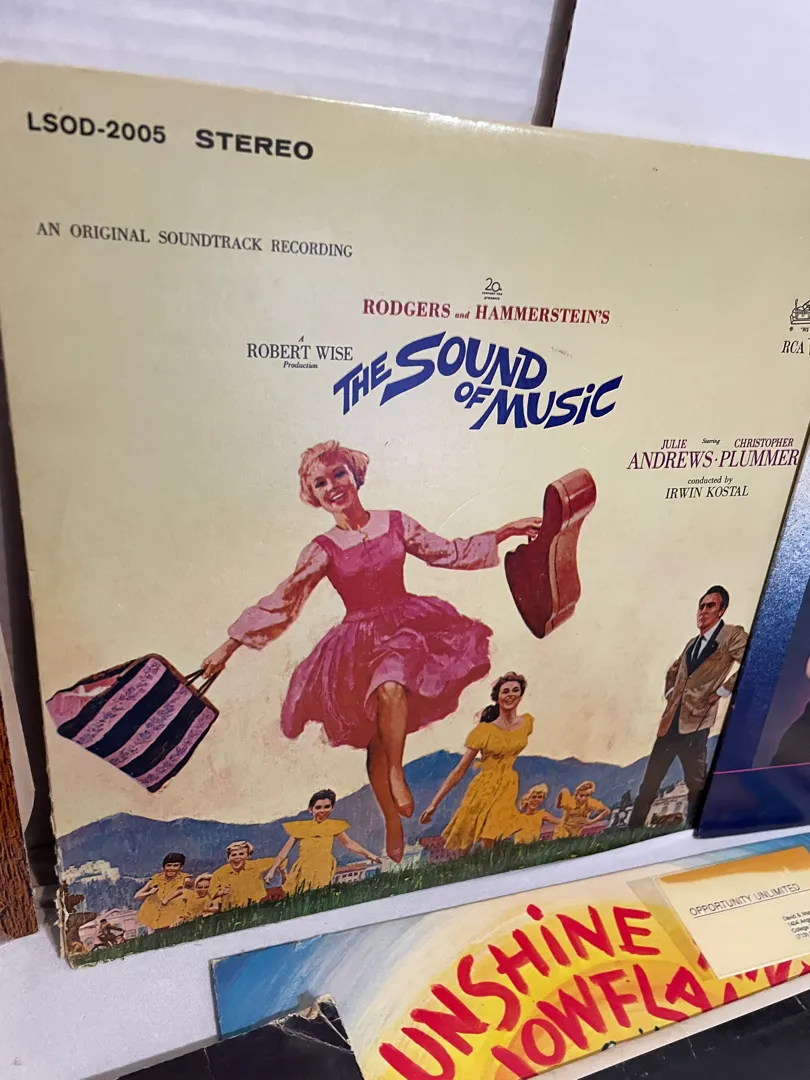 LSOD-2005 STEREO
AN ORIGINAL SOUNDTRACK RECORDING
20
presents
RODGERS and HAMMERSTEIN'S
A
ROBERT WISE
Production
THE SOUND
OF MUSIC
RCA
JULIE Starring CHRISTOPHER
ANDREWS·PLUMMER
conducted by
IRWIN KOSTAL
OPPORTUNITY UNLIMITED
UNSHINE